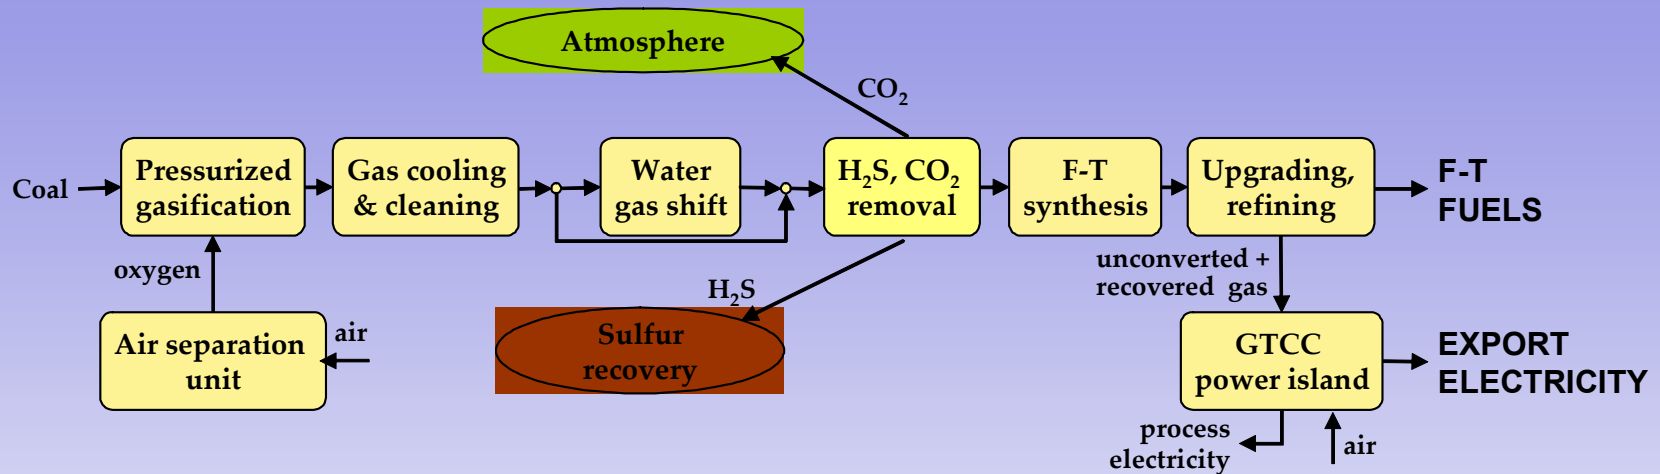 Atmosphere
CO₂
Coal
Pressurized
gasification
Gas cooling
& cleaning
Water
gas shift
H₂S, CO₂
removal
F-T
synthesis
Upgrading,
refining
F-T
FUELS
oxygen
unconverted +
recovered gas
H₂S
Air separation
unit
air
Sulfur
recovery
GTCC
power island
EXPORT
ELECTRICITY
process
electricity
air